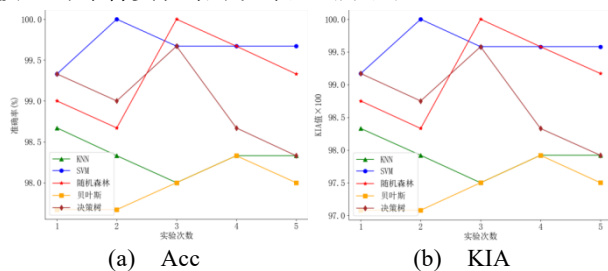 100.0
99.5
99.0
98.5
98.0
准确率(%)
KNN
SVM
随机森林
贝叶斯
决策树
1 2 3 4 5
实验次数
(a) Acc
100.0
99.5
99.0
98.5
98.0
97.5
97.0
KIA值×100
KNN
SVM
随机森林
贝叶斯
决策树
1 2 3 4 5
实验次数
(b) KIA